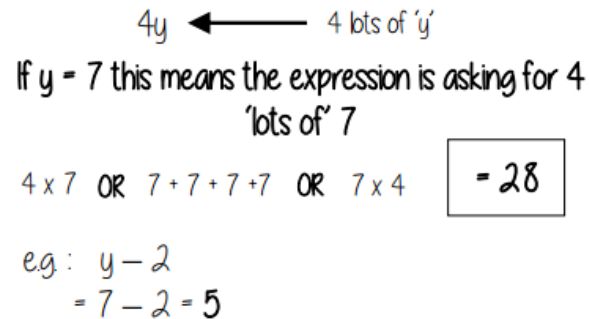 4y 4 lots of 'y'
If y = 7 this means the expression is asking for 4
'lots of' 7
4 x 7 OR 7 + 7 + 7 +7 OR 7 x 4 = 28
e.g : y – 2
= 7 – 2 = 5